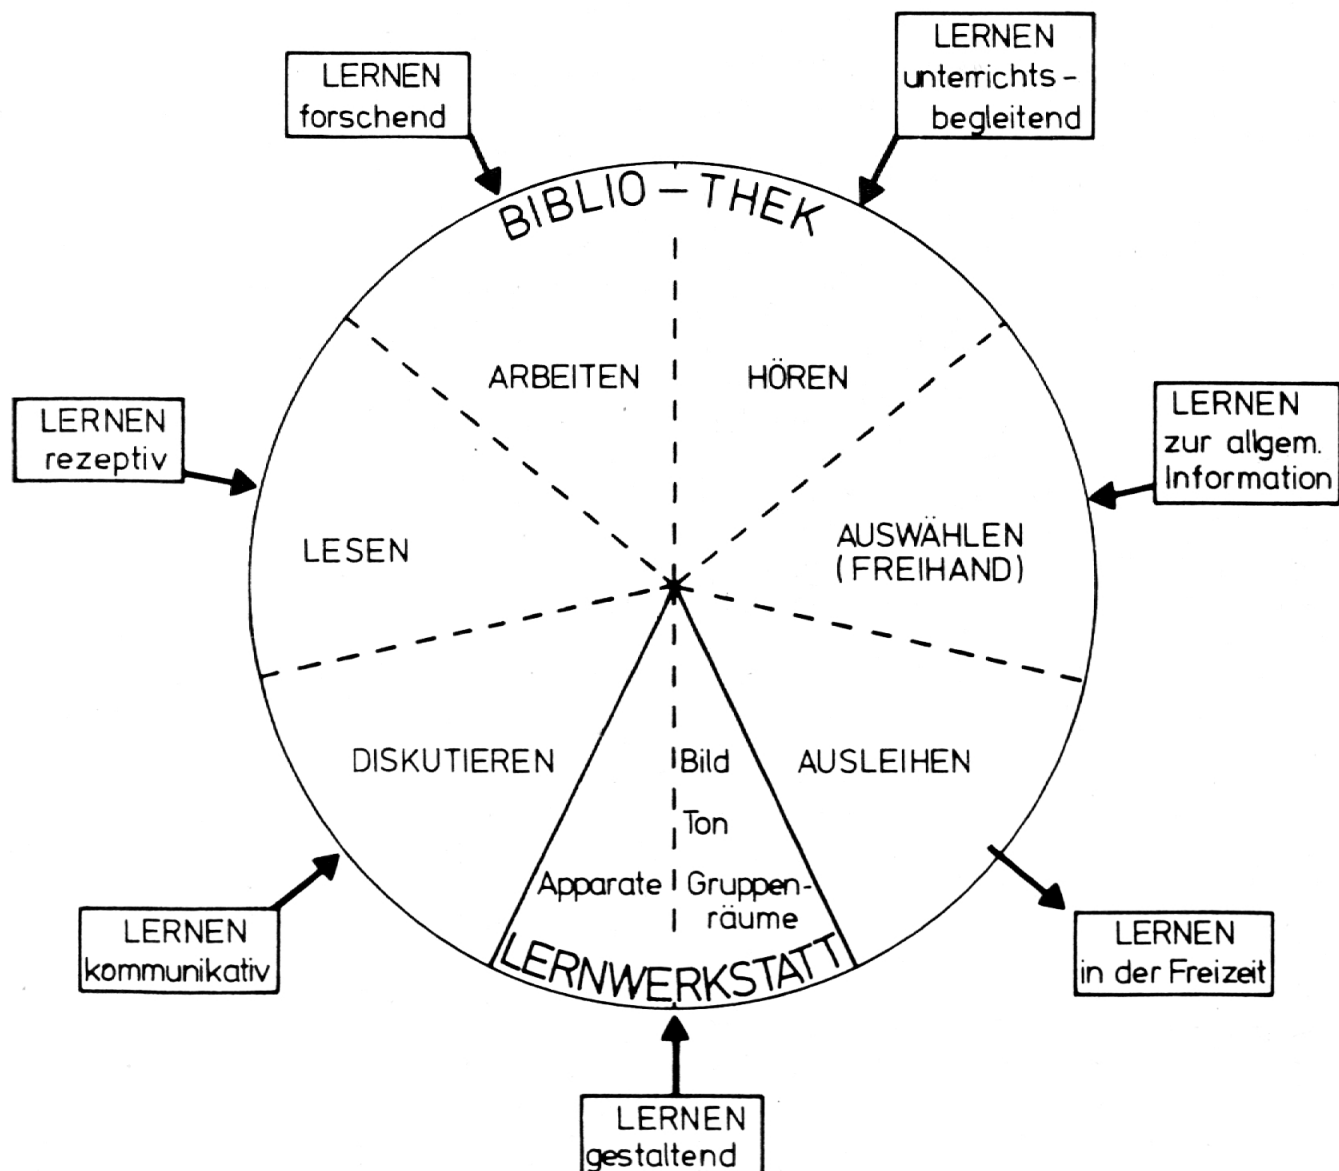 LERNEN
forschend
LERNEN
unterrichts-
begleitend
BIBLIO-THEK
ARBEITEN
HÖREN
LERNEN
rezeptiv
LERNEN
zur allgem.
Information
LESEN
AUSWÄHLEN
(FREIHAND)
DISKUTIEREN
Bild
AUSLEIHEN
Ton
Apparate
Gruppen-
räume
LERNWERKSTATT
LERNEN
kommunikativ
LERNEN
in der Freizeit
LERNEN
gestaltend